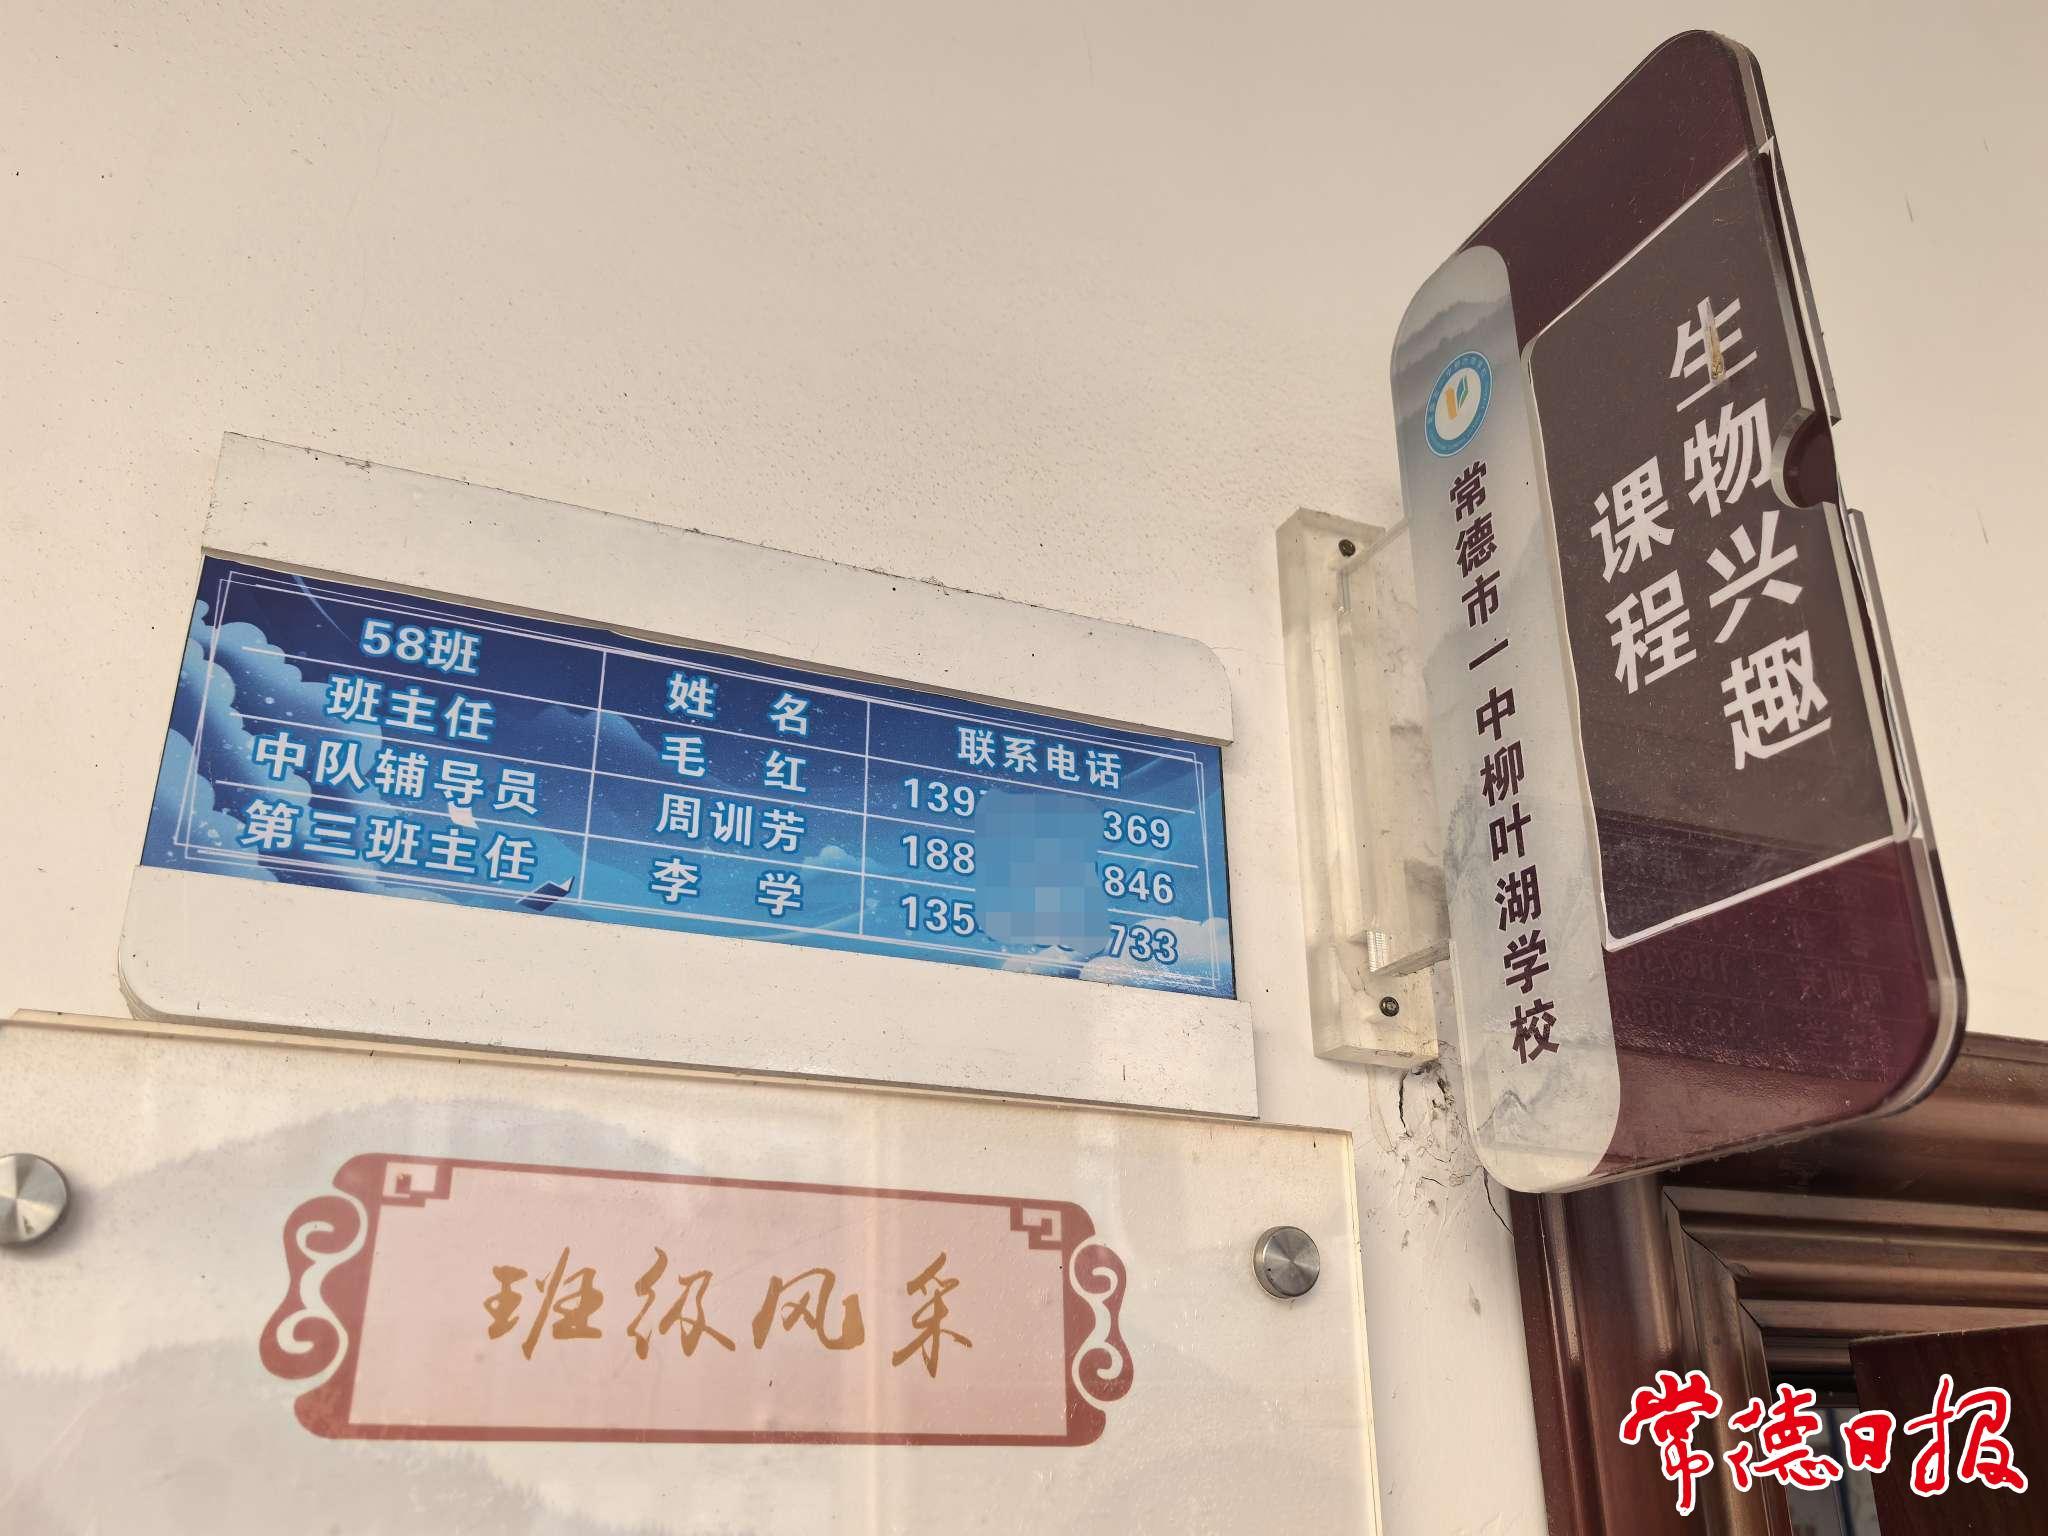 58班 姓 名 联系电话
班主任 毛 红 1397 369
中队辅导员 周训芳 188 1846
第三班主任 李 学 135 733
班级风采
常德市一中柳叶湖学校
生物兴趣
课程
常德日报